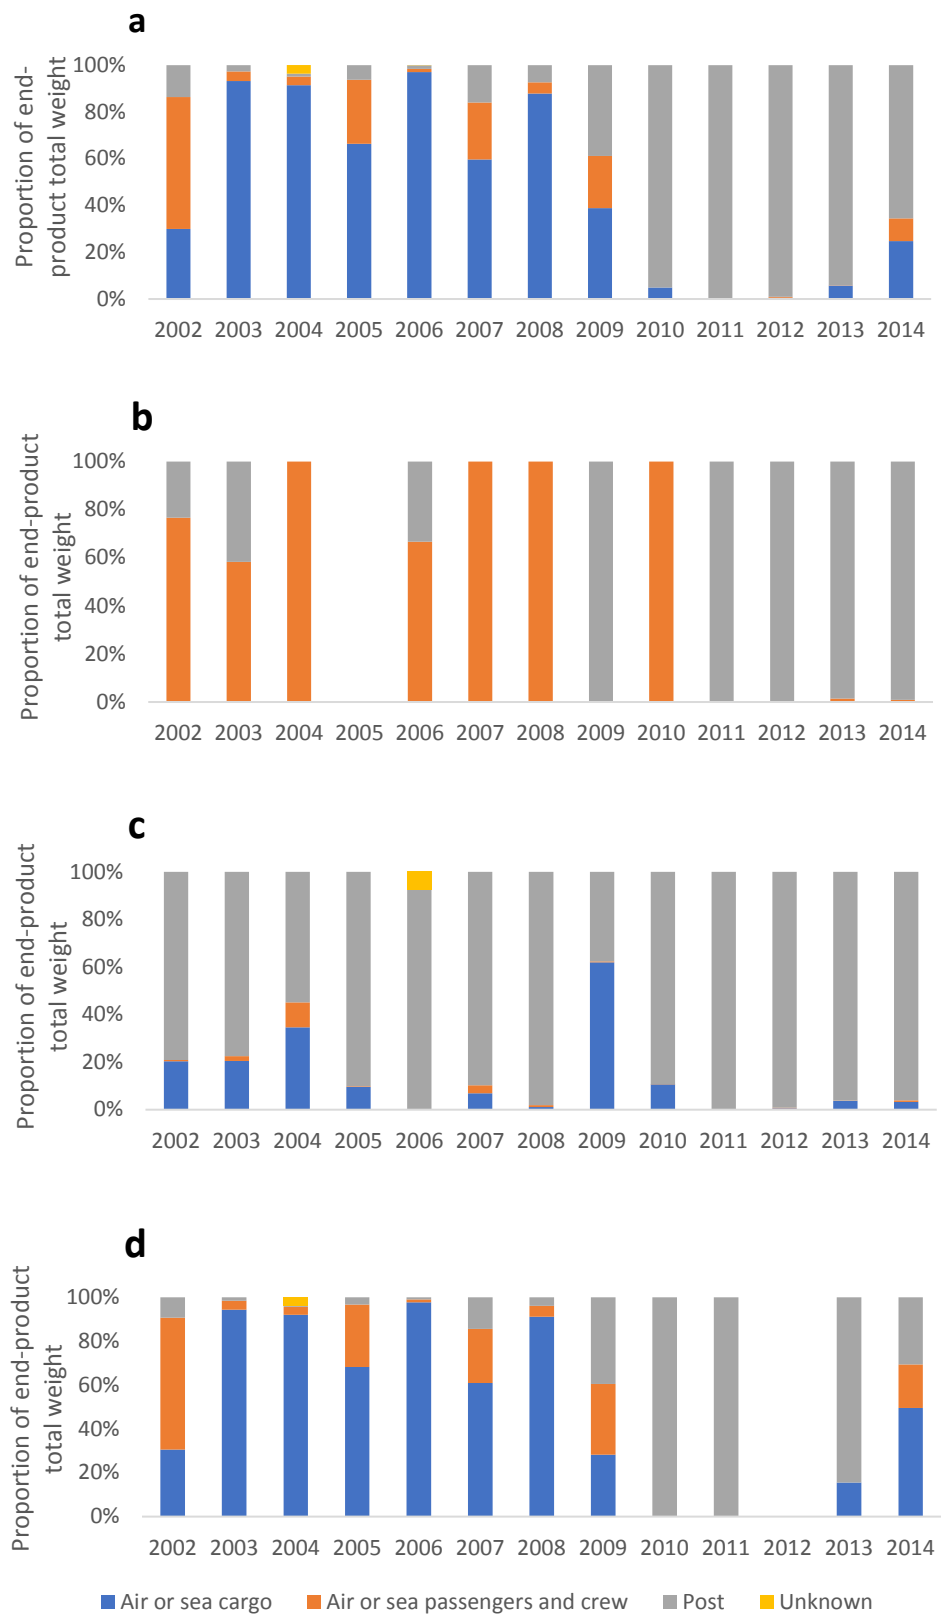 a
Proportion of end-
product total weight
100%
80%
60%
40%
20%
0%
2002 2003 2004 2005 2006 2007 2008 2009 2010 2011 2012 2013 2014
b
Proportion of end-product
total weight
100%
80%
60%
40%
20%
0%
2002 2003 2004 2005 2006 2007 2008 2009 2010 2011 2012 2013 2014
c
Proportion of end-product
total weight
100%
80%
60%
40%
20%
0%
2002 2003 2004 2005 2006 2007 2008 2009 2010 2011 2012 2013 2014
d
Proportion of end-product
total weight
100%
80%
60%
40%
20%
0%
2002 2003 2004 2005 2006 2007 2008 2009 2010 2011 2012 2013 2014
Air or sea cargo Air or sea passengers and crew Post Unknown